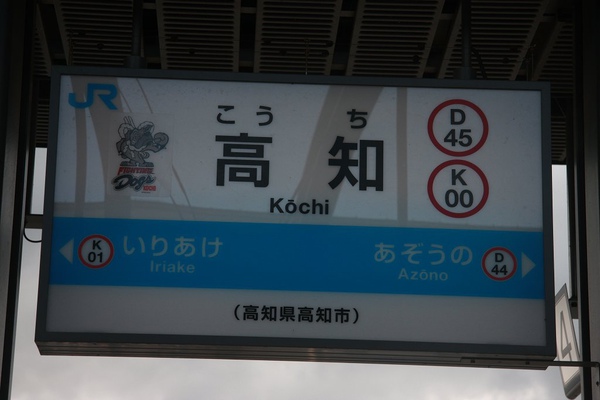 JR
FIGHTING
Dogs
こう ち
高 知
Kōchi
D
45
K
00
K
01
いりあけ
Iriake
あぞうの
Azōno
D
44
(高知県高知市)
4